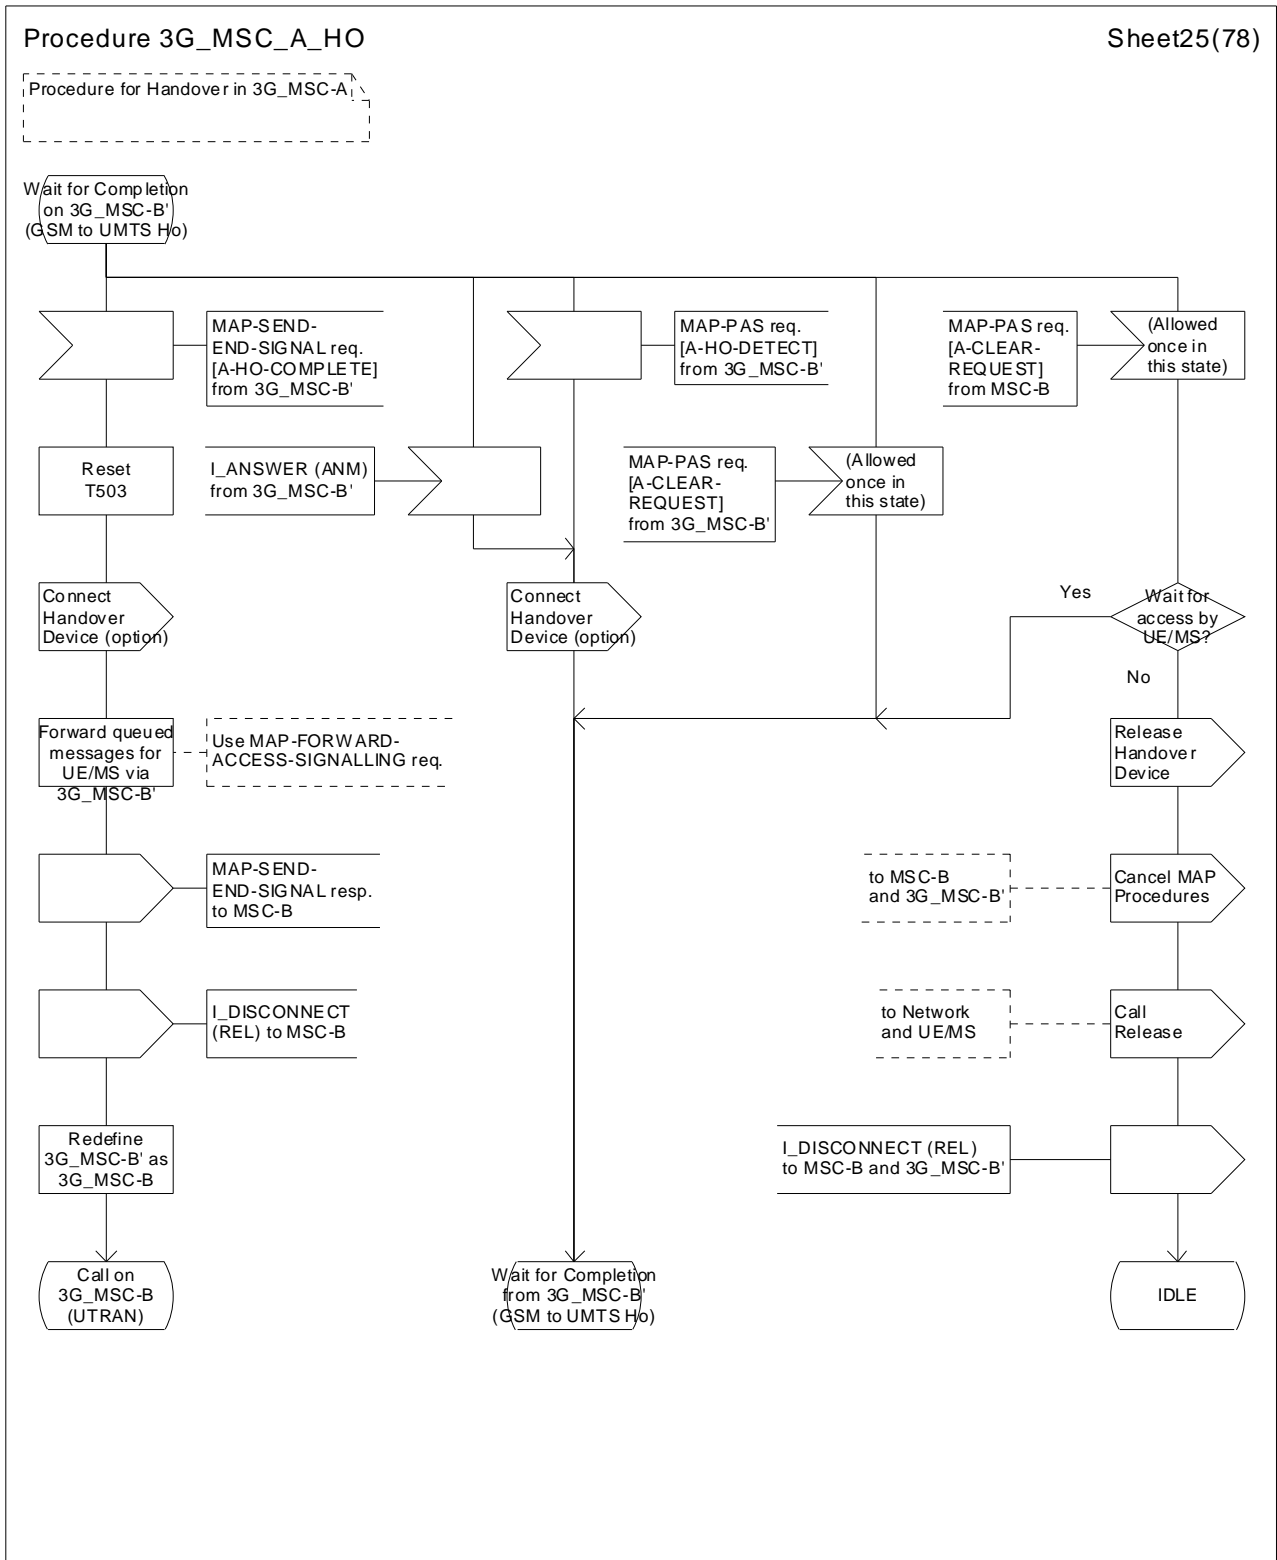 Procedure 3G_MSC_A_HO
Sheet25(78)
Procedure for Handover in 3G_MSC-A
Wait for Completion
on 3G_MSC-B'
(GSM to UMTS Ho)
MAP-SEND-
END-SIGNAL req.
[A-HO-COMPLETE]
from 3G_MSC-B'
MAP-PAS req.
[A-HO-DETECT]
from 3G_MSC-B'
MAP-PAS req.
[A-CLEAR-
REQUEST]
from MSC-B
(Allowed
once in
this state)
Reset
T503
I_ANSWER (ANM)
from 3G_MSC-B'
MAP-PAS req.
[A-CLEAR-
REQUEST]
from 3G_MSC-B'
(Allowed
once in
this state)
Connect
Handover
Device (option)
Connect
Handover
Device (option)
Yes
Wait for
access by
UE/MS?
No
Forward queued
messages for
UE/MS via
3G_MSC-B'
Use MAP-FORWARD-
ACCESS-SIGNALLING req.
Release
Handover
Device
MAP-SEND-
END-SIGNAL resp.
to MSC-B
to MSC-B
and 3G_MSC-B'
Cancel MAP
Procedures
I_DISCONNECT
(REL) to MSC-B
to Network
and UE/MS
Call
Release
Redefine
3G_MSC-B' as
3G_MSC-B
I_DISCONNECT (REL)
to MSC-B and 3G_MSC-B'
Call on
3G_MSC-B
(UTRAN)
Wait for Completion
from 3G_MSC-B'
(GSM to UMTS Ho)
IDLE